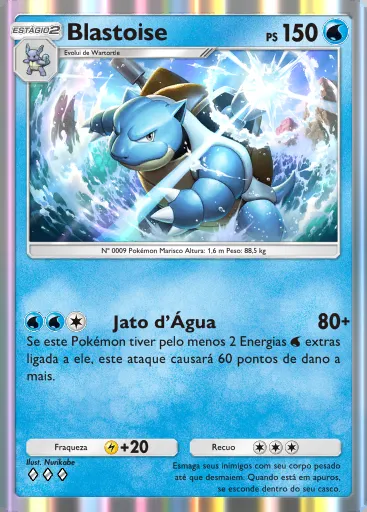 ESTÁGIO 2
Blastoise
PS 150
Evolui de Wartortle
Nº 0009 Pokémon Marisco Altura: 1,6 m Peso: 88,5 kg
Jato d'Água 80+
Se este Pokémon tiver pelo menos 2 Energias extras
ligada a ele, este ataque causará 60 pontos de dano a
mais.
Fraqueza +20
Recuo
Ilust. Nurikabe
Esmaga seus inimigos com seu corpo pesado
até que desmaiem. Quando está em apuros,
se esconde dentro do seu casco.